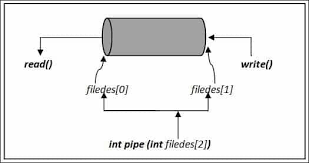 read()
write()
filedes[0]
filedes[1]
int pipe (int filedes[2])